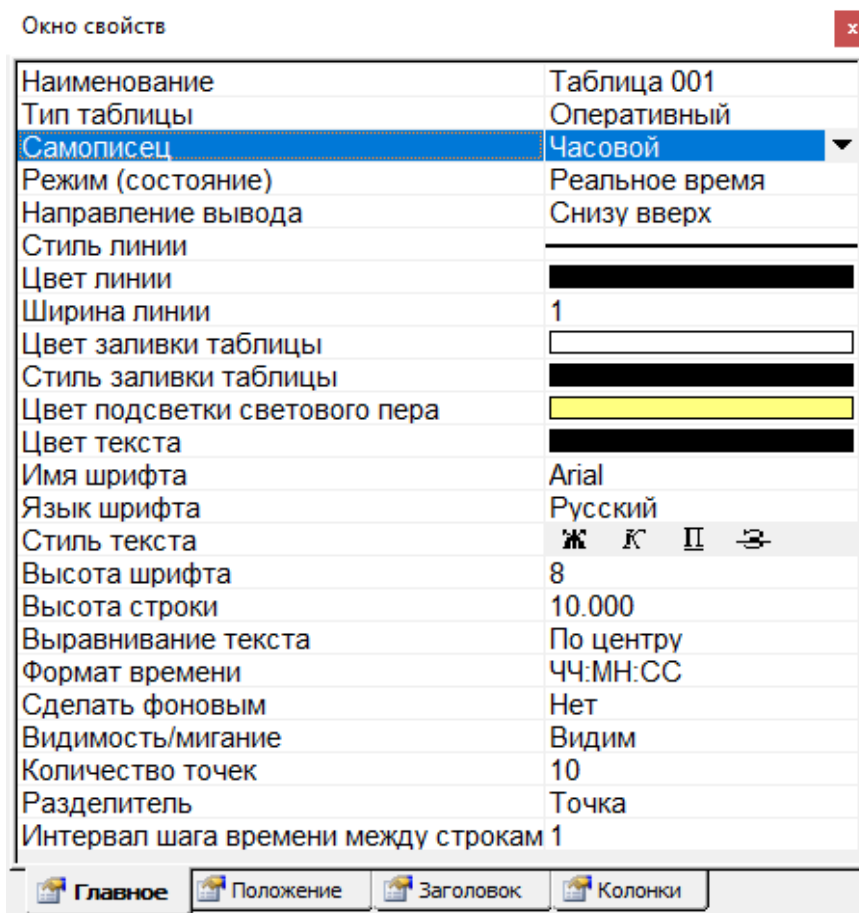 Окно свойств
x
Наименование Таблица 001
Тип таблицы Оперативный
Самописец Часовой
Режим (состояние) Реальное время
Направление вывода Снизу вверх
Стиль линии
Цвет линии
Ширина линии 1
Цвет заливки таблицы
Стиль заливки таблицы
Цвет подсветки светового пера
Цвет текста
Имя шрифта Arial
Язык шрифта Русский
Стиль текста Ж К П З
Высота шрифта 8
Высота строки 10.000
Выравнивание текста По центру
Формат времени ЧЧ:МН:СС
Сделать фоновым Нет
Видимость/мигание Видим
Количество точек 10
Разделитель Точка
Интервал шага времени между строкам 1
Главное Положение Заголовок Колонки